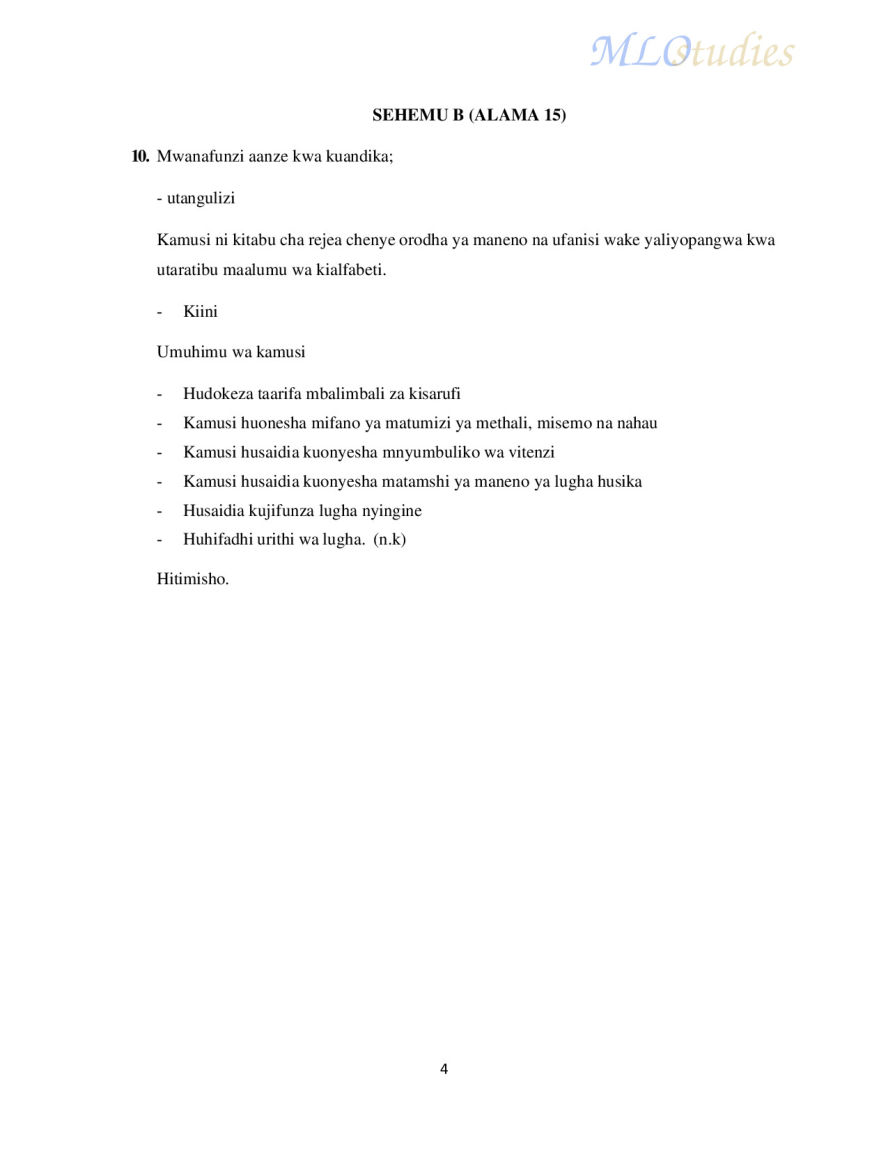 MLOstudies
SEHEMU B (ALAMA 15)
10. Mwanafunzi aanze kwa kuandika;
- utangulizi
Kamusi ni kitabu cha rejea chenye orodha ya maneno na ufanisi wake yaliyopangwa kwa
utaratibu maalumu wa kialfabeti.
- Kiini
Umuhimu wa kamusi
- Hudokeza taarifa mbalimbali za kisarufi
- Kamusi huonesha mifano ya matumizi ya methali, misemo na nahau
- Kamusi husaidia kuonyesha mnyumbuliko wa vitenzi
- Kamusi husaidia kuonyesha matamshi ya maneno ya lugha husika
- Husaidia kujifunza lugha nyingine
- Huhifadhi urithi wa lugha. (n.k)
Hitimisho.
4